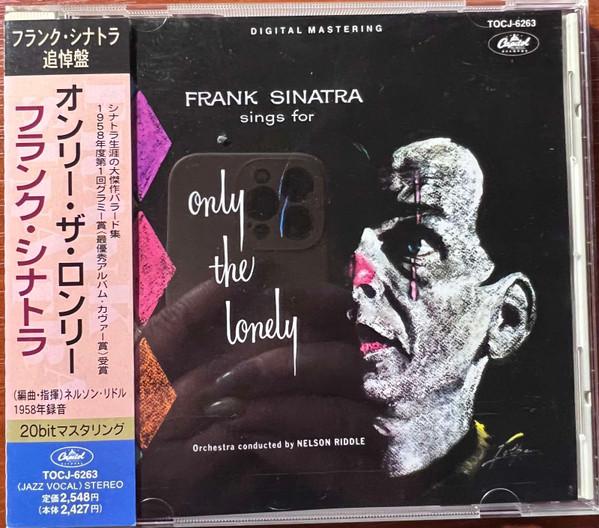 フランク・シナトラ
追悼盤
オンリー・ザ・ロンリー
フランク・シナトラ
シナトラ生涯の大傑作バラード集
1958年度第1回グラミー賞〈最優秀アルバム・カヴァー賞〉受賞
(編曲・指揮)ネルソン・リドル
1958年録音
20bitマスタリング
Capitol
TOCJ-6263
〈JAZZ VOCAL〉STEREO
定価2,548円
(本体2,427円)
DIGITAL MASTERING
TOCJ-6263
Capitol
RECORDS
FRANK SINATRA
sings for
only
the
lonely
Orchestra conducted by NELSON RIDDLE